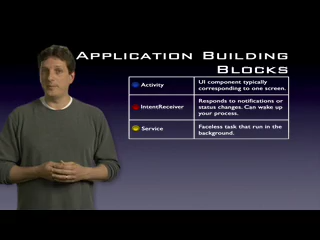 Application Building
Blocks
Activity
UI component typically
corresponding to one screen.
IntentReceiver
Responds to notifications or
status changes. Can wake up
your process.
Service
Faceless task that run in the
background.